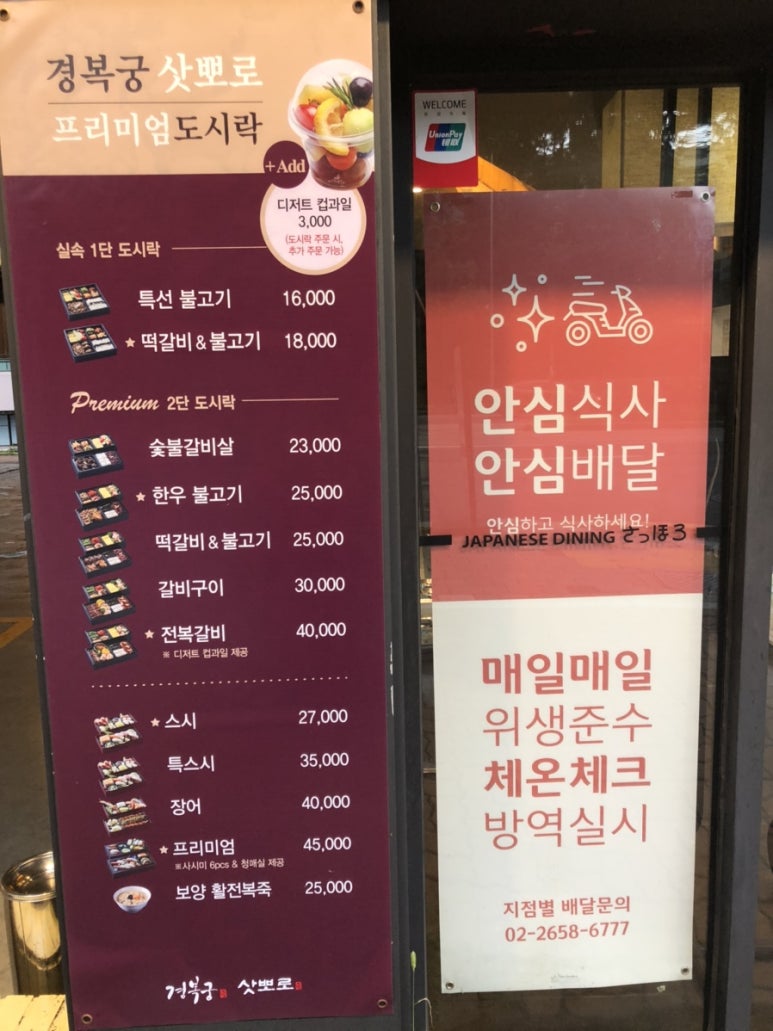 경복궁 삿뽀로
프리미엄도시락
+Add
디저트 컵과일
3,000
(도시락 주문 시,
추가 주문 가능)
실속 1단 도시락
특선 불고기 16,000
★ 떡갈비 & 불고기 18,000
Premium 2단 도시락
숯불갈비살 23,000
★ 한우 불고기 25,000
떡갈비 & 불고기 25,000
갈비구이 30,000
★ 전복갈비 40,000
※ 디저트 컵과일 제공
★ 스시 27,000
특스시 35,000
장어 40,000
★ 프리미엄 45,000
※사시미 6pcs & 청매실 제공
보양 활전복죽 25,000
경복궁 삿뽀로
WELCOME
UnionPay
银联
안심식사
안심배달
안심하고 식사하세요!
JAPANESE DINING さっほろ
매일매일
위생준수
체온체크
방역실시
지점별 배달문의
02-2658-6777